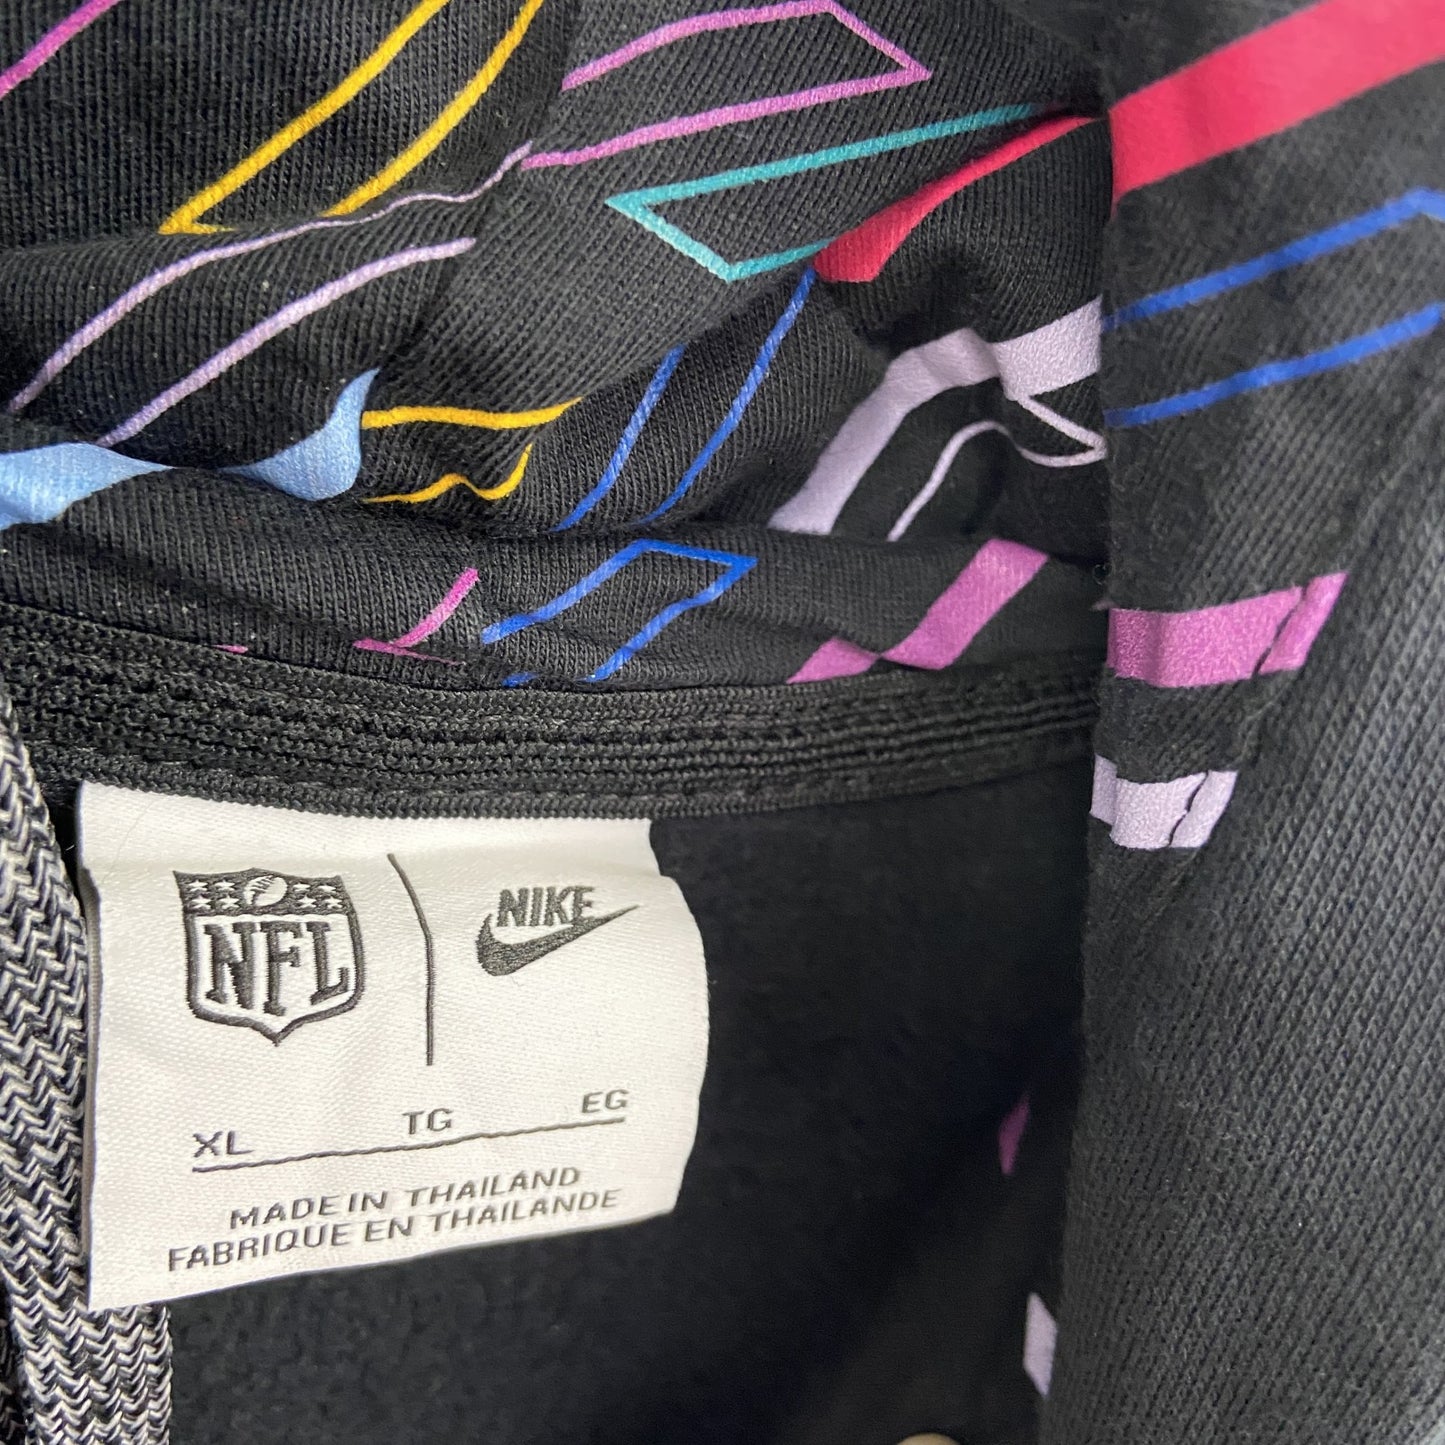 NFL
NIKE
XL TG EG
MADE IN THAILAND
FABRIQUE EN THAILANDE